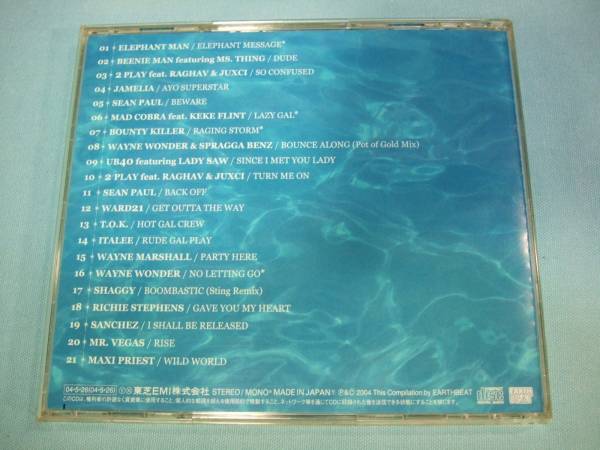 01 ELEPHANT MAN / ELEPHANT MESSAGE*
02 BEENIE MAN featuring MS. THING / DUDE
03 2 PLAY feat. RAGHAV & JUXCI / SO CONFUSED
04 JAMELIA / AYO SUPERSTAR
05 SEAN PAUL / BEWARE
06 MAD COBRA feat. KEKE FLINT / LAZY GAL*
07 BOUNTY KILLER / RAGING STORM*
08 WAYNE WONDER & SPRAGGA BENZ / BOUNCE ALONG (Pot of Gold Mix)
09 UB40 featuring LADY SAW / SINCE I MET YOU LADY
10 2 PLAY feat. RAGHAV & JUXCI / TURN ME ON
11 SEAN PAUL / BACK OFF
12 WARD21 / GET OUTTA THE WAY
13 T.O.K. / HOT GAL CREW
14 ITALEE / RUDE GAL PLAY
15 WAYNE MARSHALL / PARTY HERE
16 WAYNE WONDER / NO LETTING GO*
17 SHAGGY / BOOMBASTIC (Sting Remix)
18 RICHIE STEPHENS / GAVE YOU MY HEART
19 SANCHEZ / I SHALL BE RELEASED
20 MR. VEGAS / RISE
21 MAXI PRIEST / WILD WORLD
04-5-26(04-5-26) 東芝EMI株式会社 STEREO/MONO* MADE IN JAPAN ℗&© 2004 This Compilation by EARTHBEAT